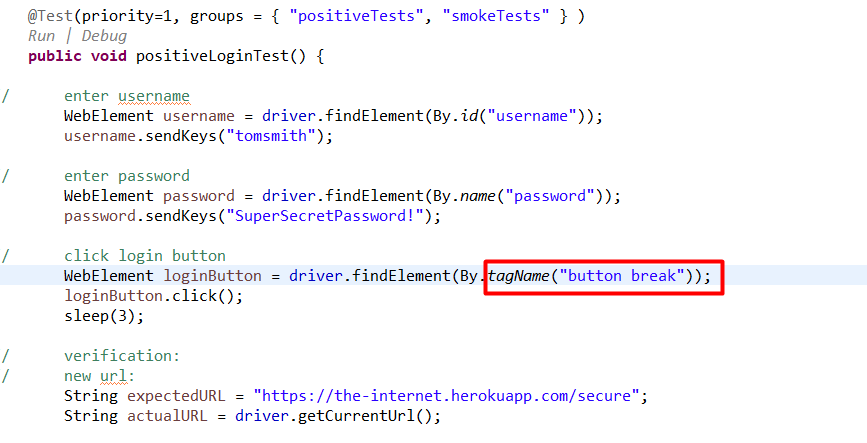 @Test(priority=1, groups = { "positiveTests", "smokeTests" } )
Run | Debug
public void positiveLoginTest() {
/ enter username
WebElement username = driver.findElement(By.id("username"));
username.sendKeys("tomsmith");
/ enter password
WebElement password = driver.findElement(By.name("password"));
password.sendKeys("SuperSecretPassword!");
/ click login button
WebElement loginButton = driver.findElement(By.tagName("button break"));
loginButton.click();
sleep(3);
/ verification:
/ new url:
String expectedURL = "https://the-internet.herokuapp.com/secure";
String actualURL = driver.getCurrentUrl();